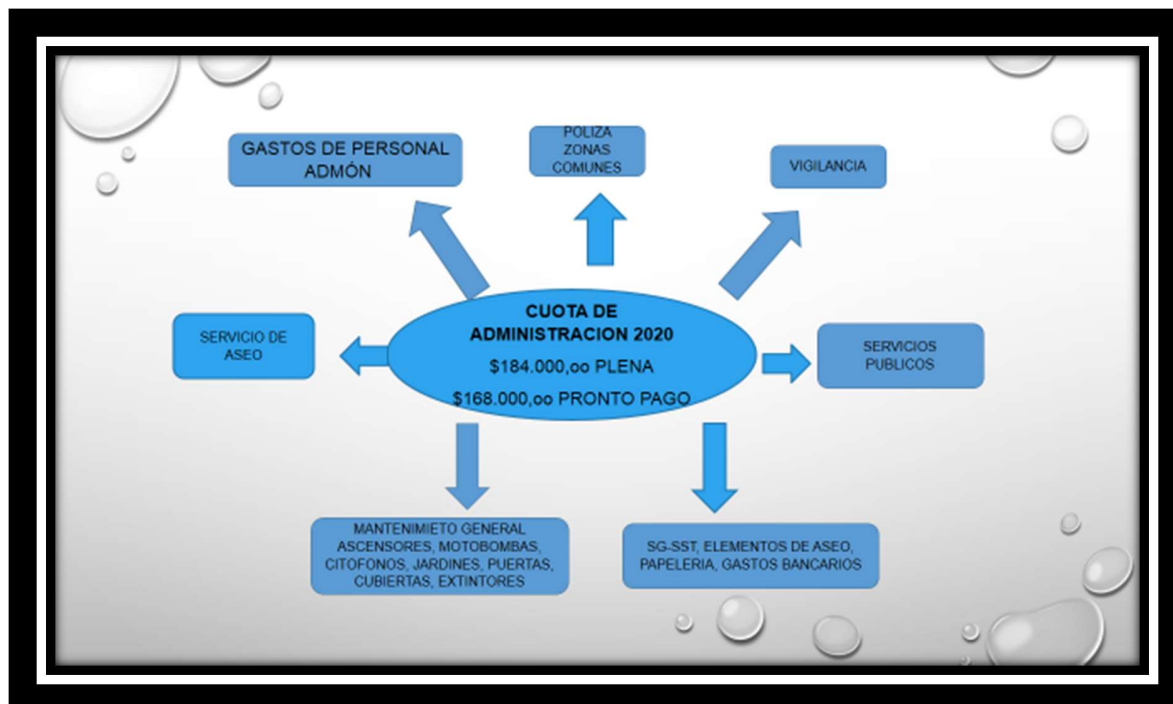 GASTOS DE PERSONAL
ADMÓN
POLIZA
ZONAS
COMUNES
VIGILANCIA
CUOTA DE
ADMINISTRACION 2020
$184.000,oo PLENA
$168.000,oo PRONTO PAGO
SERVICIO DE
ASEO
SERVICIOS
PUBLICOS
MANTENIMIETO GENERAL
ASCENSORES, MOTOBOMBAS,
CITOFONOS, JARDINES, PUERTAS,
CUBIERTAS, EXTINTORES
SG-SST, ELEMENTOS DE ASEO,
PAPELERIA, GASTOS BANCARIOS